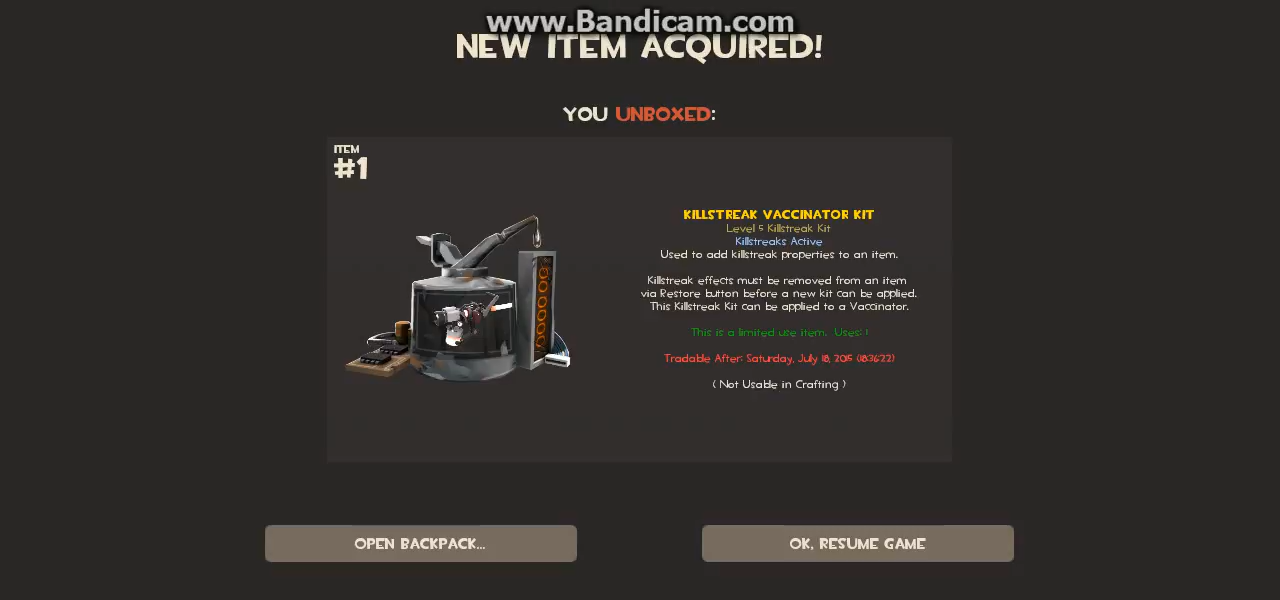 www.Bandicam.com
NEW ITEM ACQUIRED!
YOU UNBOXED:
ITEM
#1
KILLSTREAK VACCINATOR KIT
Level 5 Killstreak Kit
Killstreaks Active
Used to add killstreak properties to an item.
Killstreak effects must be removed from an item
via Restore button before a new kit can be applied.
This Killstreak Kit can be applied to a Vaccinator.
This is a limited use item. Uses: 1
Tradable After: Saturday, July 18, 2015 (18:36:22)
( Not Usable in Crafting )
OPEN BACKPACK...
OK, RESUME GAME